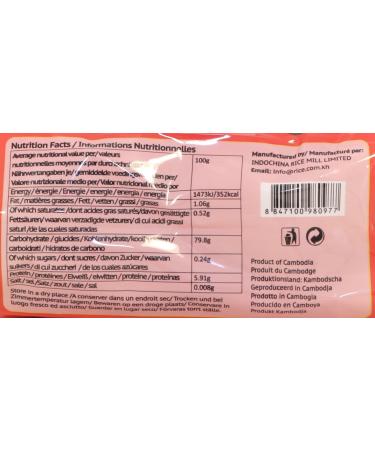 Nutrition Facts / Informations Nutritionnelles
Average nutritional value per/valeurs
nutritionnelles moyennes par
Nährwertangaben je/gemiddelde
Valore nutrizionale medio per/Valor nutricional medio por
100g
Energy/énergie/Energie/energie/energia/energía
1473kJ/352kcal
Fat/matières grasses/Fett/vetten/grassi/grasas
1.06g
Of which saturates/dont acides gras saturés/davon gesättigte
Fettsäuren/waarvan verzadigde vetzuren/di cui acidi grassi
saturi/de las cuales saturadas
0.52g
Carbohydrate/glucides/Kohlenhydrate/
carboidrati/hidratos de carbono
79.8g
Of which sugars/dont sucres/davon Zucker/waarvan
suikers/di cui zuccheri/de los cuales azúcares
0.24g
Protein/protéines/Eiweiß/eiwitten/proteine/proteínas
5.91g
Salt/sel/Salz/zout/sale/sal
0.008g
Store in a dry place/A conserver dans un endroit sec/Trocken und bei
Zimmertemperatur lagern/Bewaren op een droge plaats/Conservare in
luogo fresco ed asciutto/Guardar en lugar seco/Förvaras torrt ställe.
Manufactured by/Manufacturé par:
INDOCHINA RICE MILL LIMITED
Email: info@rice.com.kh
8 847100 980977
Product of Cambodia
Produit du Cambodge
Produktionsland: Kambodscha
Geproduceerd in Cambodja
Prodotto in Cambogia
Producido en Camboya
Produkt Kambodja